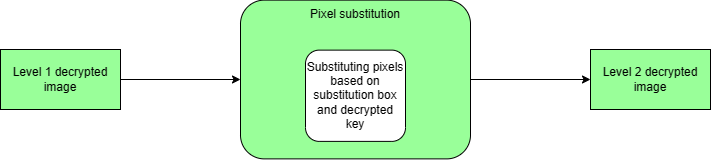 Pixel substitution
Level 1 decrypted
image
Substituting pixels
based on
substitution box
and decrypted
key
Level 2 decrypted
image